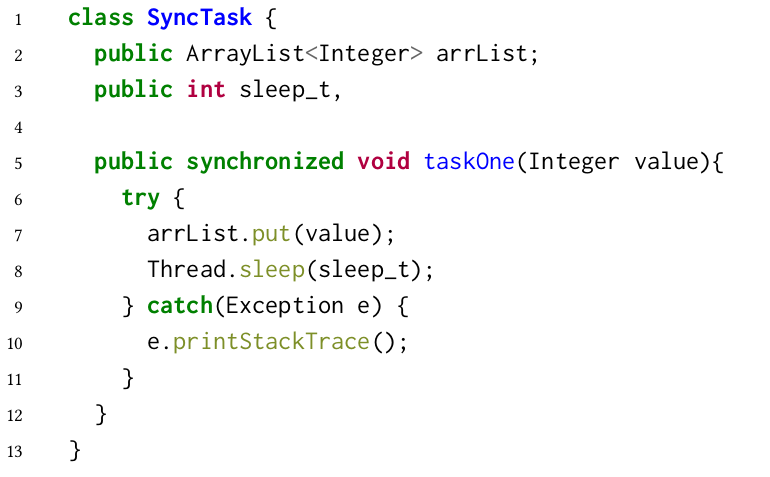 1 class SyncTask {
2 public ArrayList<Integer> arrList;
3 public int sleep_t,
4
5 public synchronized void taskOne(Integer value){
6 try {
7 arrList.put(value);
8 Thread.sleep(sleep_t);
9 } catch(Exception e) {
10 e.printStackTrace();
11 }
12 }
13 }